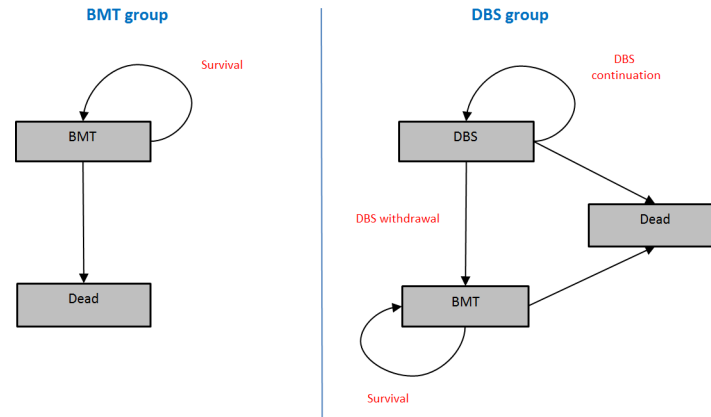 BMT group
Survival
BMT
Dead
DBS group
DBS
continuation
DBS
Dead
DBS withdrawal
BMT
Survival